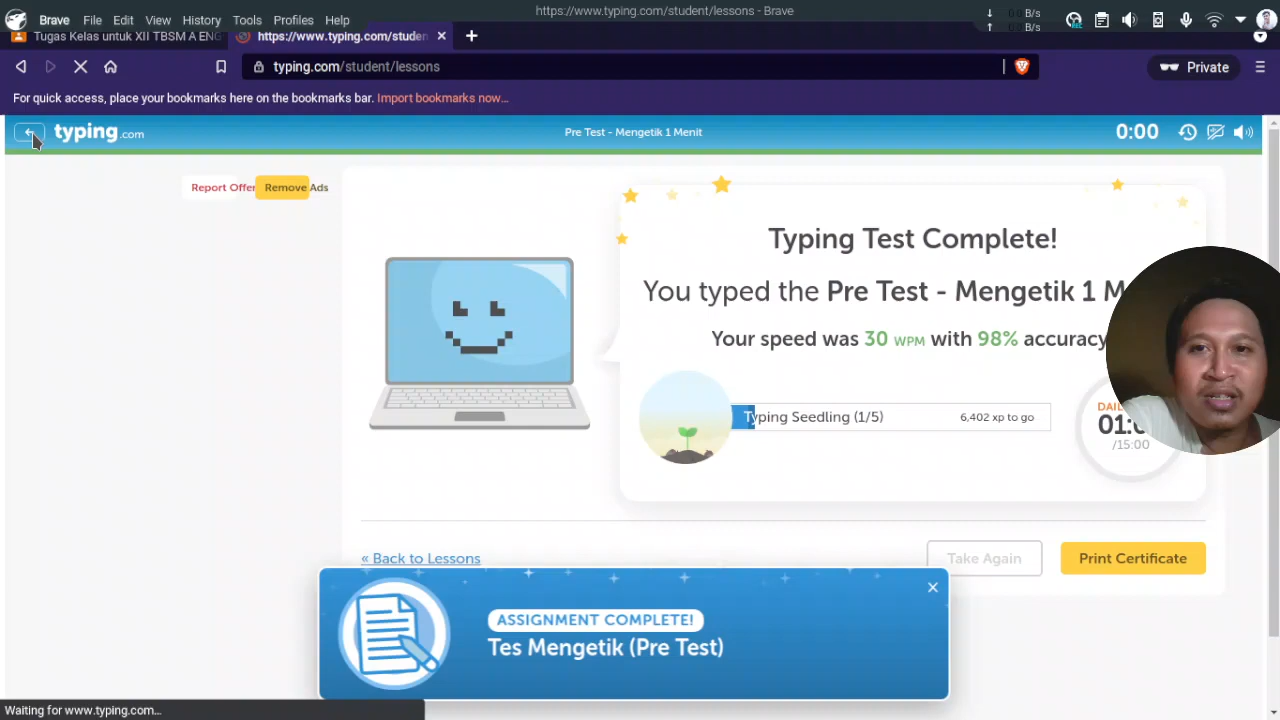 https://www.typing.com/student/lessons - Brave
Brave File Edit View History Tools Profiles Help
Tugas Kelas untuk XII TBSM A ENG
https://www.typing.com/studen
typing.com/student/lessons
Private
For quick access, place your bookmarks here on the bookmarks bar. Import bookmarks now...
typing.com
Pre Test - Mengetik 1 Menit
0:00
Report Offer Remove Ads
Typing Test Complete!
You typed the Pre Test - Mengetik 1 M
Your speed was 30 WPM with 98% accuracy
Typing Seedling (1/5)
6,402 xp to go
DAIL
01:
/15:00
« Back to Lessons
Take Again
Print Certificate
ASSIGNMENT COMPLETE!
Tes Mengetik (Pre Test)
Waiting for www.typing.com...